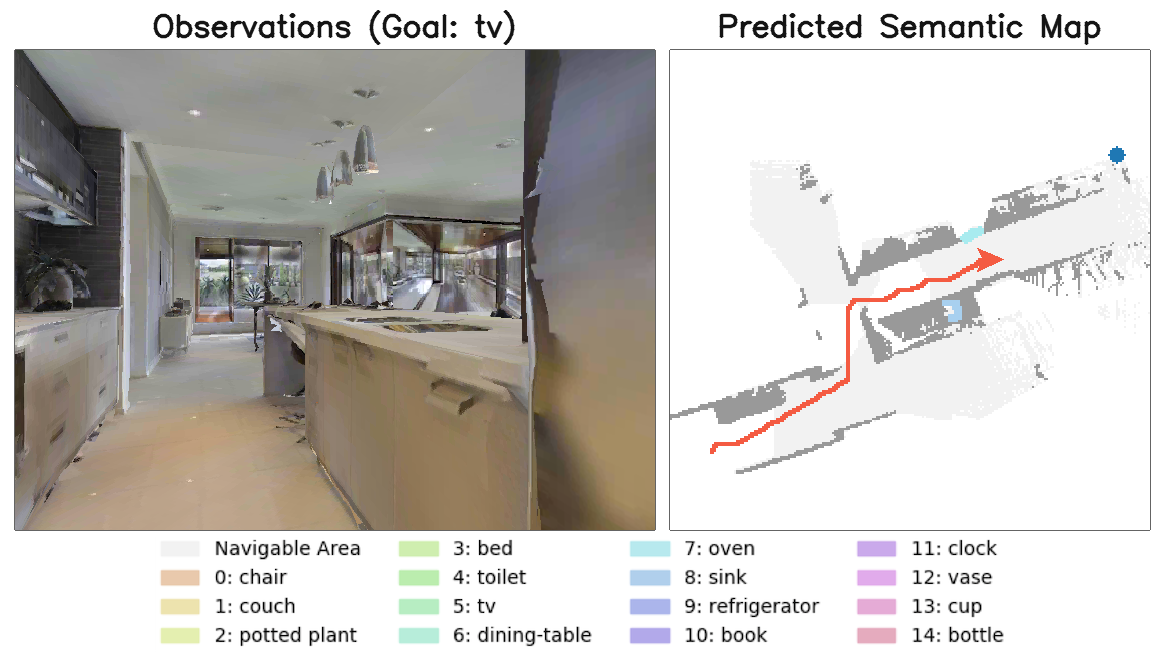 Observations (Goal: tv)
Predicted Semantic Map
Navigable Area
0: chair
1: couch
2: potted plant
3: bed
4: toilet
5: tv
6: dining-table
7: oven
8: sink
9: refrigerator
10: book
11: clock
12: vase
13: cup
14: bottle